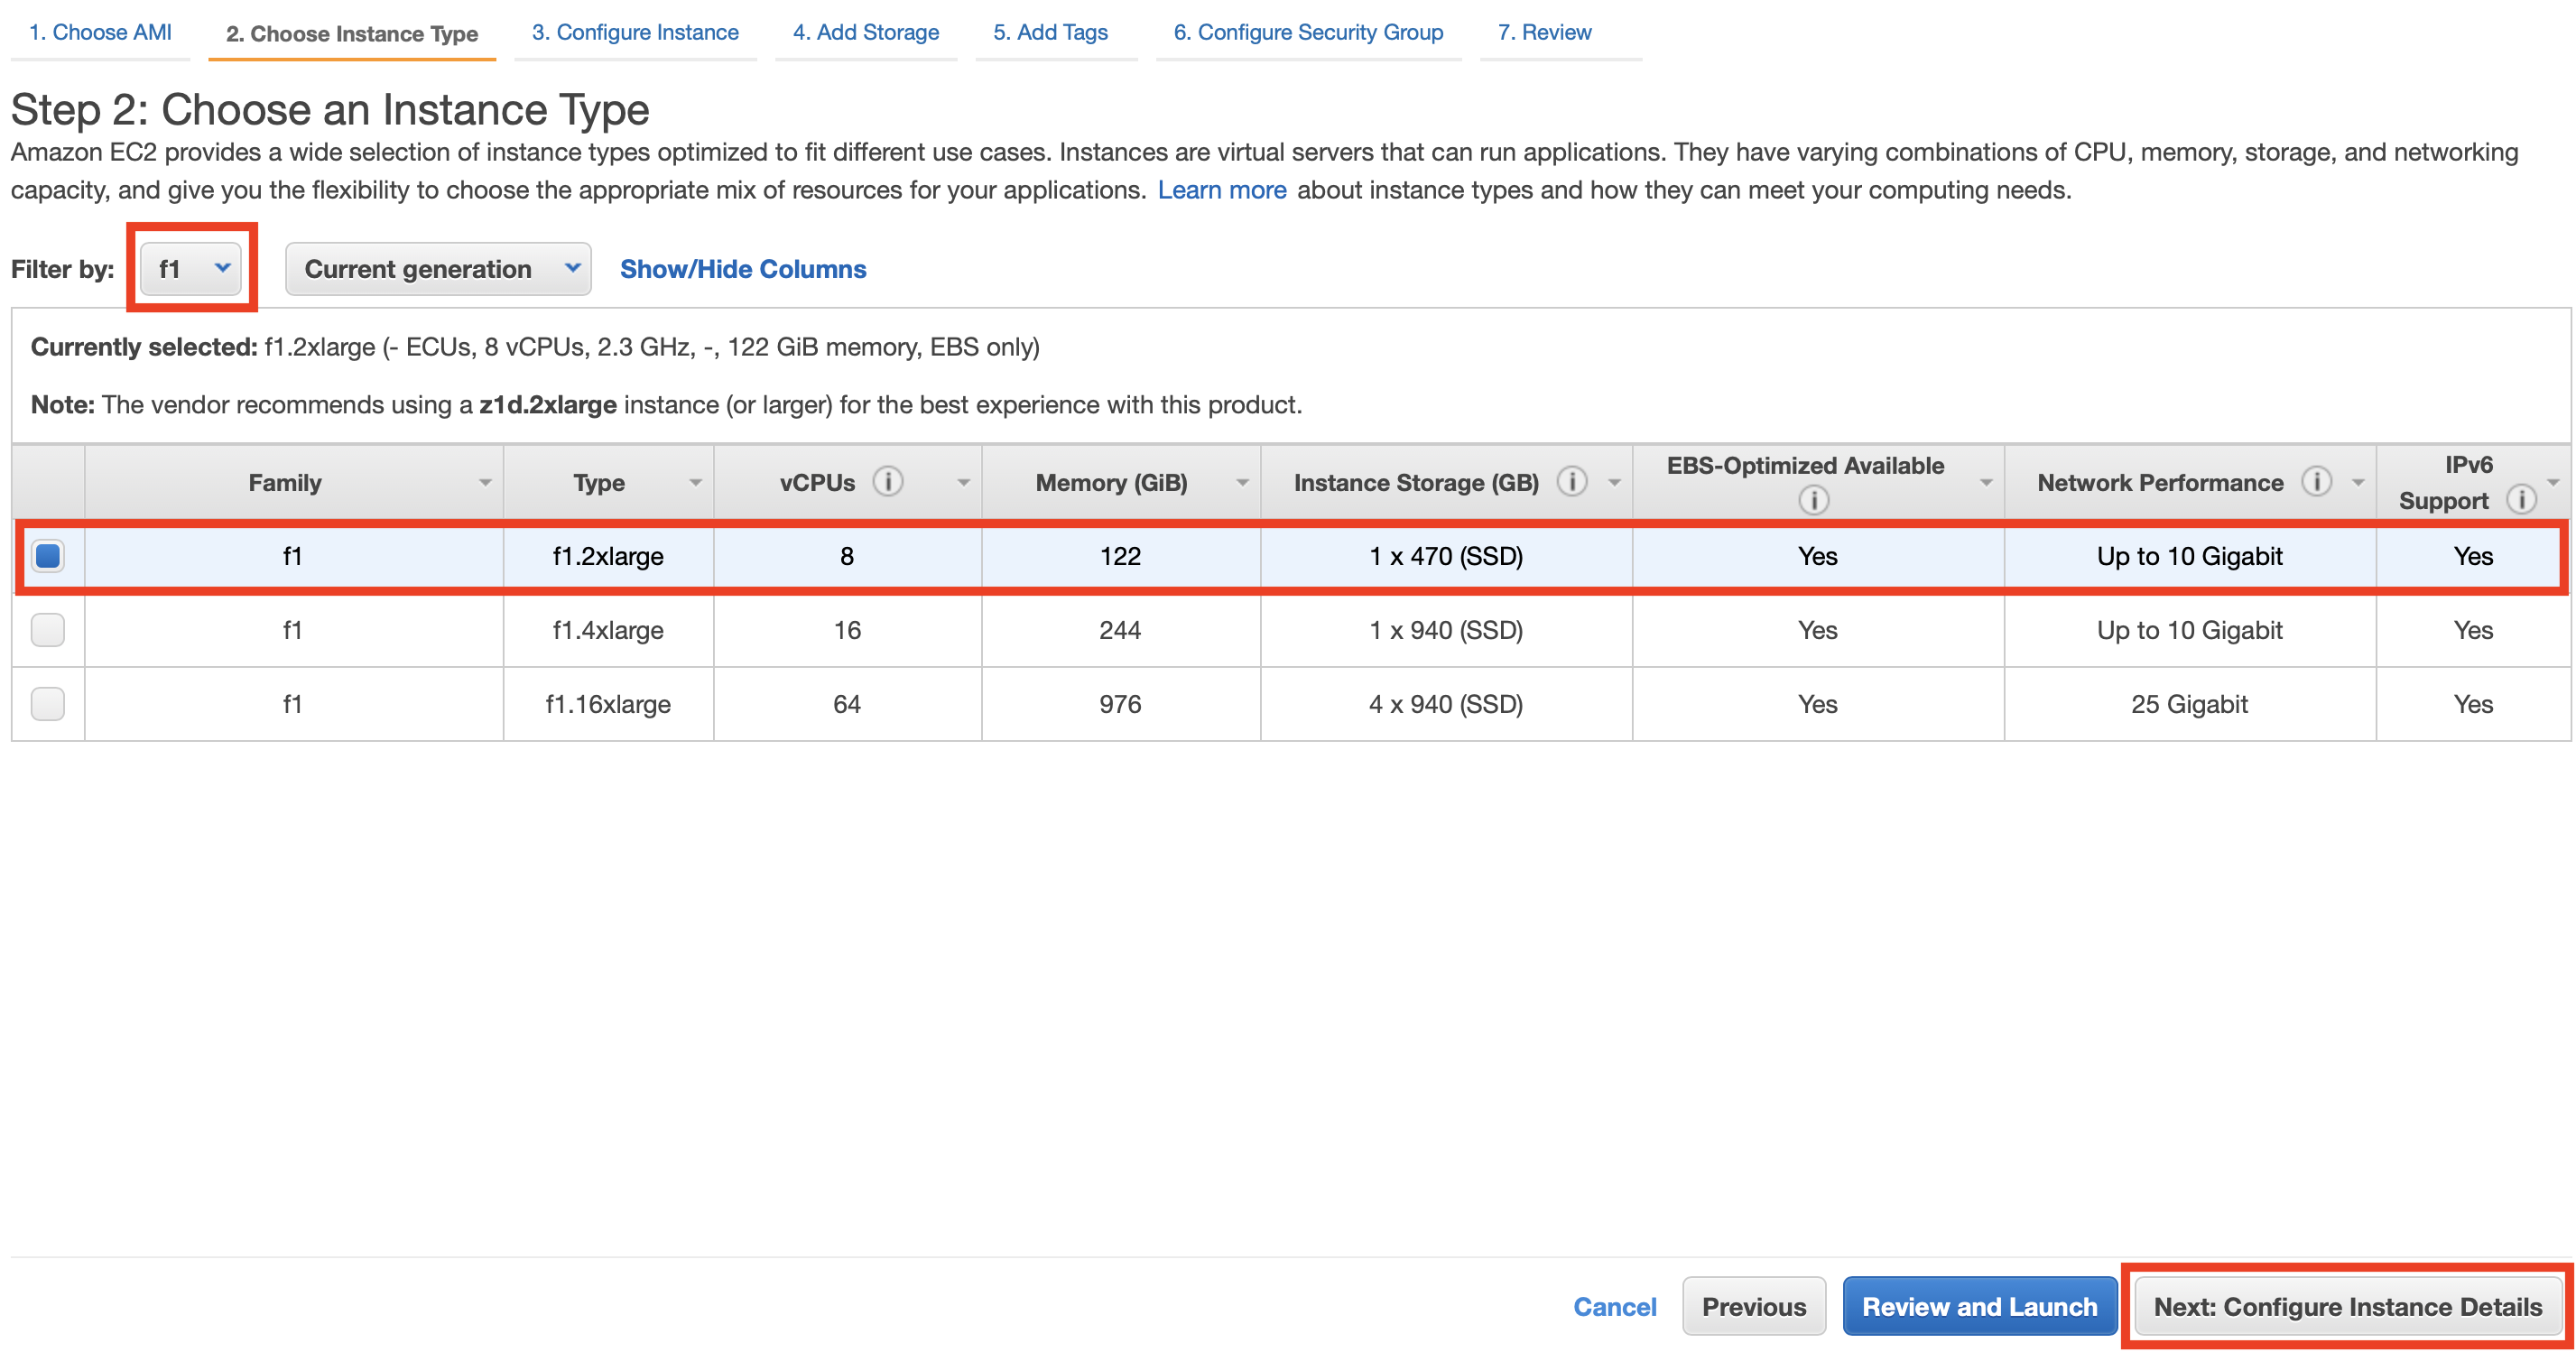 1. Choose AMI 2. Choose Instance Type 3. Configure Instance 4. Add Storage 5. Add Tags 6. Configure Security Group 7. Review
Step 2: Choose an Instance Type
Amazon EC2 provides a wide selection of instance types optimized to fit different use cases. Instances are virtual servers that can run applications. They have varying combinations of CPU, memory, storage, and networking
capacity, and give you the flexibility to choose the appropriate mix of resources for your applications. Learn more about instance types and how they can meet your computing needs.
Filter by: f1 Current generation Show/Hide Columns
Currently selected: f1.2xlarge (- ECUs, 8 vCPUs, 2.3 GHz, -, 122 GiB memory, EBS only)
Note: The vendor recommends using a z1d.2xlarge instance (or larger) for the best experience with this product.
Family Type vCPUs i Memory (GiB) Instance Storage (GB) i EBS-Optimized Available i Network Performance i IPv6 Support i
f1 f1.2xlarge 8 122 1 x 470 (SSD) Yes Up to 10 Gigabit Yes
f1 f1.4xlarge 16 244 1 x 940 (SSD) Yes Up to 10 Gigabit Yes
f1 f1.16xlarge 64 976 4 x 940 (SSD) Yes 25 Gigabit Yes
Cancel Previous Review and Launch Next: Configure Instance Details